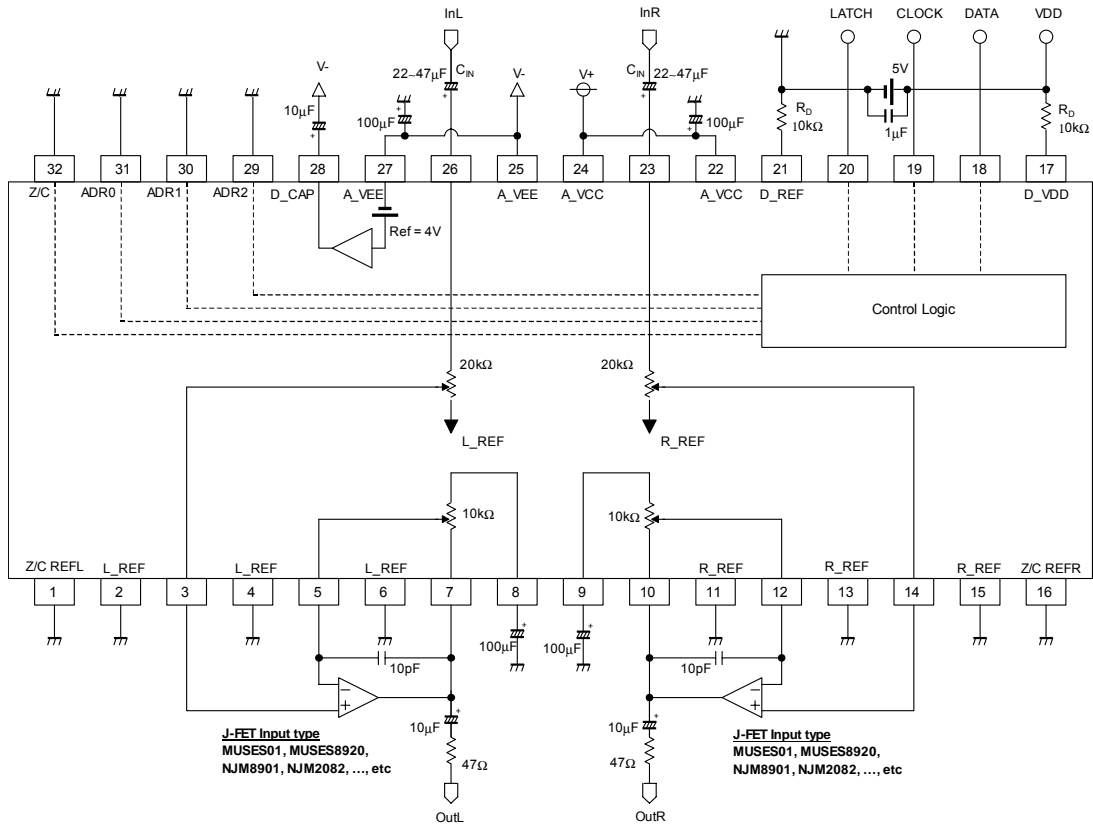 InL InR LATCH CLOCK DATA VDD
V- 22~47μF CIN V- V+ CIN 22~47μF 5V
10μF 100μF 100μF RD 10kΩ 1μF RD 10kΩ
32 31 30 29 28 27 26 25 24 23 22 21 20 19 18 17
Z/C ADR0 ADR1 ADR2 D_CAP A_VEE A_VEE A_VCC A_VCC D_REF D_VDD
Ref = 4V
Control Logic
20kΩ 20kΩ
L_REF R_REF
10kΩ 10kΩ
Z/C REFL L_REF L_REF L_REF R_REF R_REF R_REF Z/C REFR
1 2 3 4 5 6 7 8 9 10 11 12 13 14 15 16
100μF 100μF
10pF 10pF
− + − +
10μF 10μF
47Ω 47Ω
J-FET Input type
MUSES01, MUSES8920,
NJM8901, NJM2082, …, etc
J-FET Input type
MUSES01, MUSES8920,
NJM8901, NJM2082, …, etc
OutL OutR